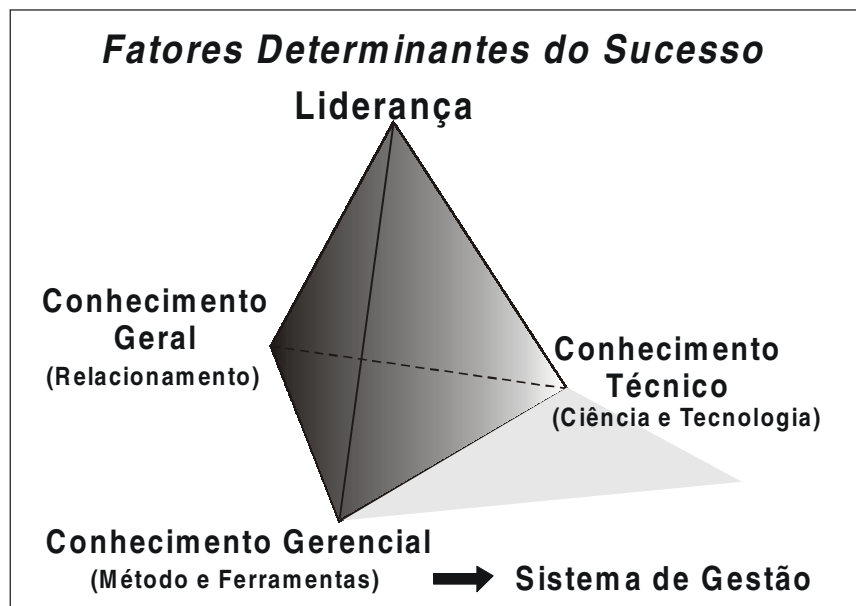 Fatores Determinantes do Sucesso
Liderança
Conhecimento
Geral
(Relacionamento)
Conhecimento
Técnico
(Ciência e Tecnologia)
Conhecimento Gerencial
(Método e Ferramentas)
Sistema de Gestão